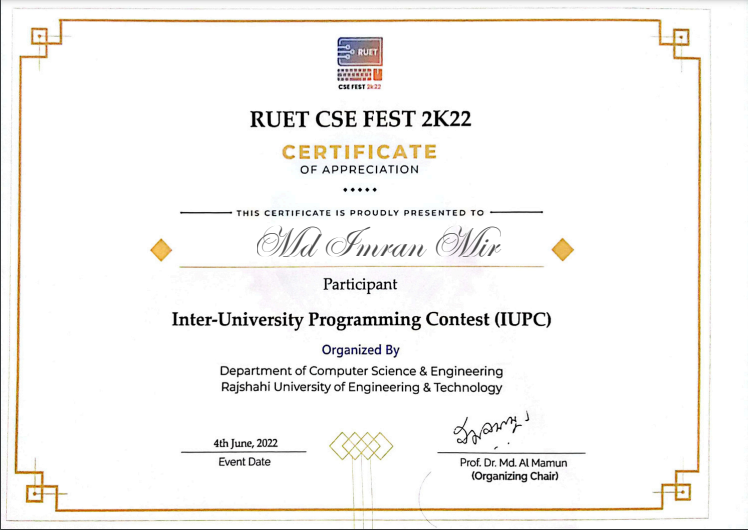 RUET
CSE FEST 2k22
RUET CSE FEST 2K22
CERTIFICATE
OF APPRECIATION
THIS CERTIFICATE IS PROUDLY PRESENTED TO
Md Imran Mir
Participant
Inter-University Programming Contest (IUPC)
Organized By
Department of Computer Science & Engineering
Rajshahi University of Engineering & Technology
4th June, 2022
Event Date
Prof. Dr. Md. Al Mamun
(Organizing Chair)